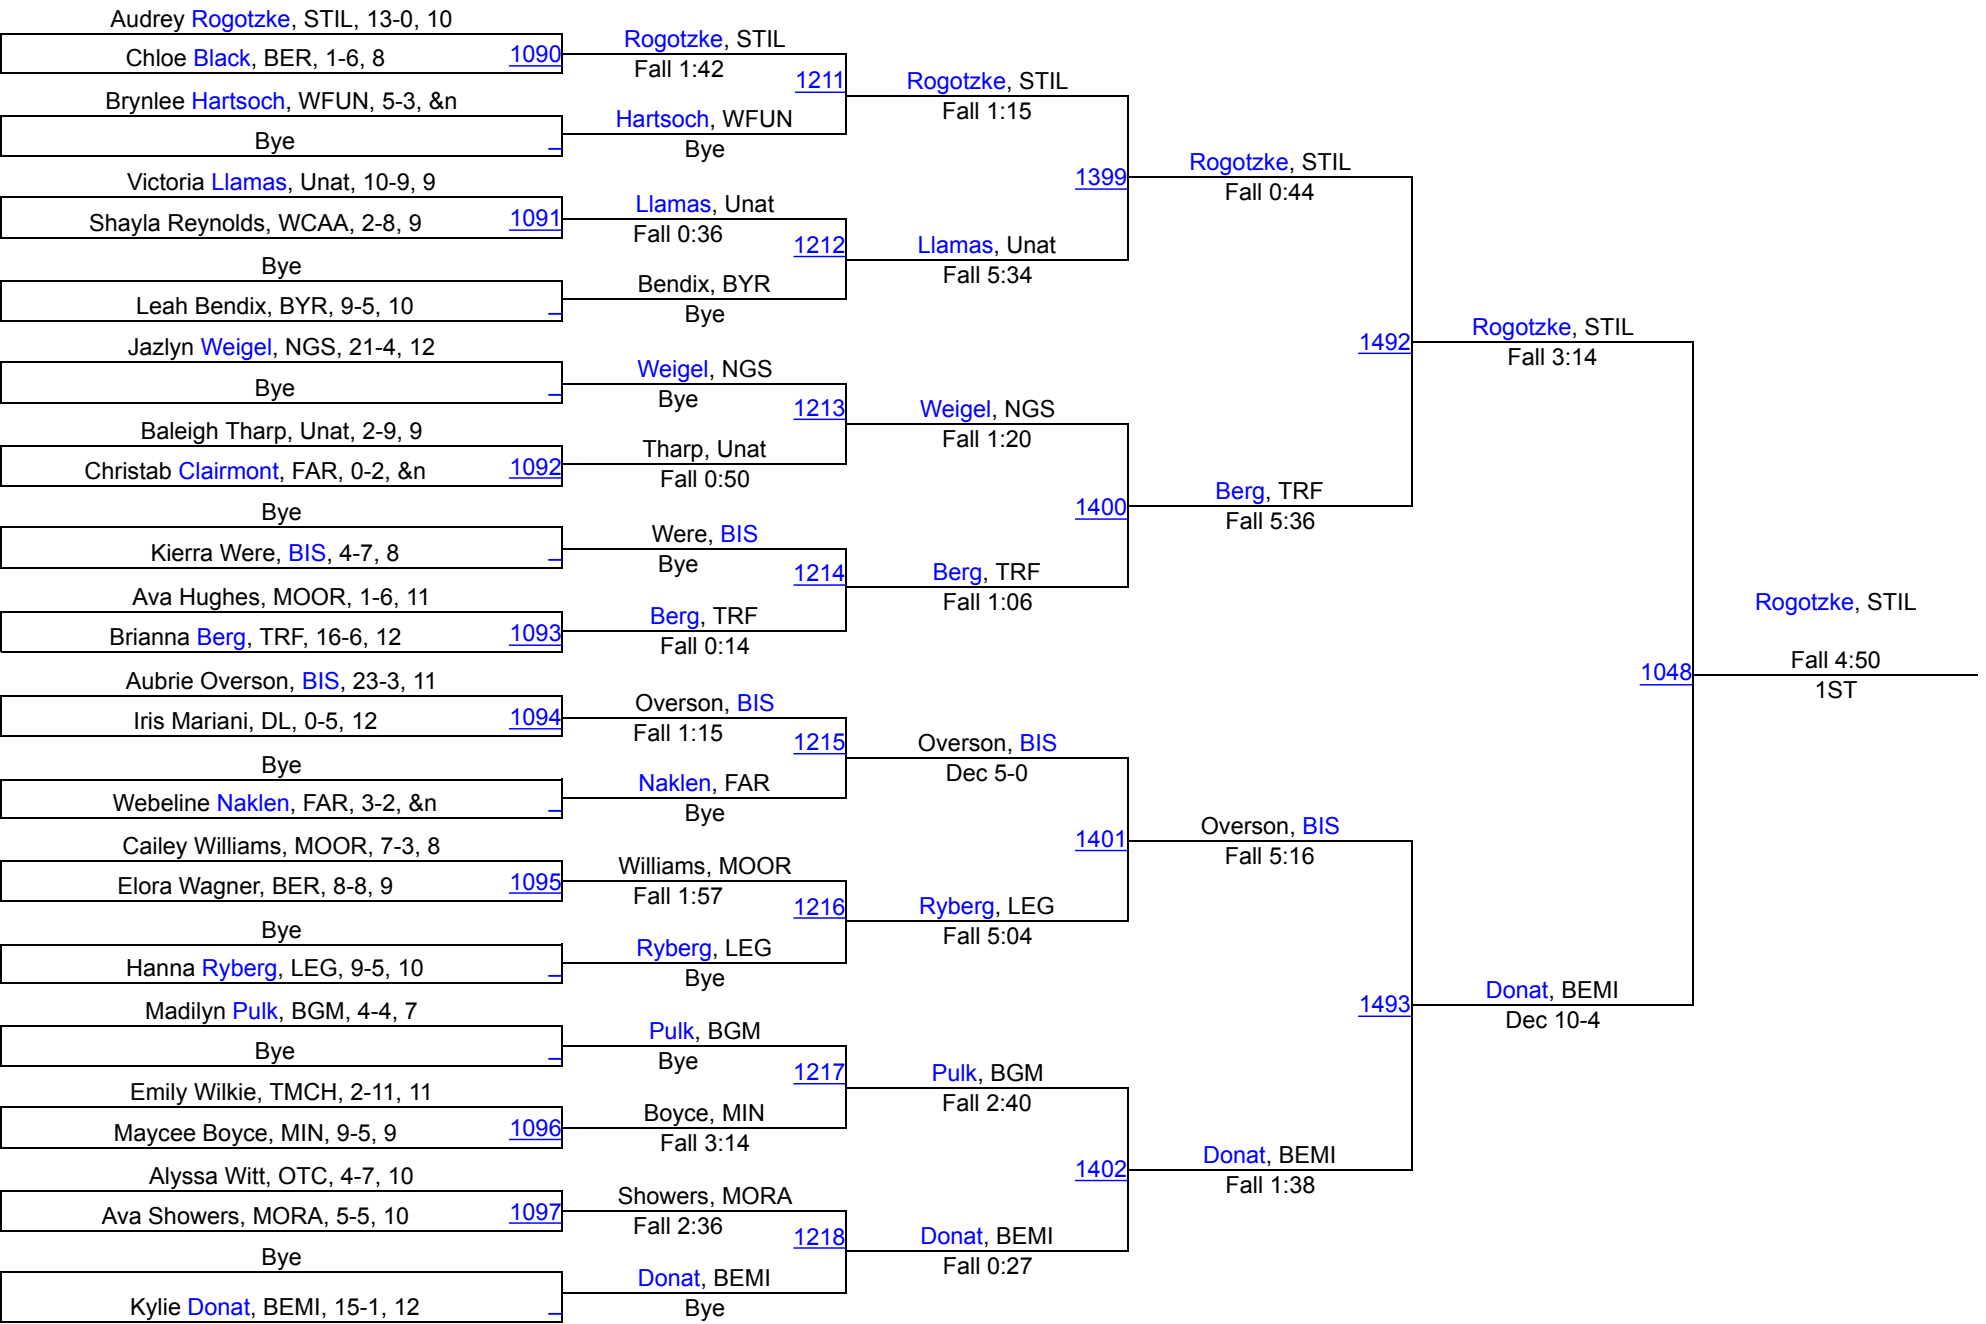 Audrey Rogotzke, STIL, 13-0, 10
Chloe Black, BER, 1-6, 8
1090
Brynlee Hartsoch, WFUN, 5-3, &n
Bye
Victoria Llamas, Unat, 10-9, 9
Shayla Reynolds, WCAA, 2-8, 9
1091
Bye
Leah Bendix, BYR, 9-5, 10
Jazlyn Weigel, NGS, 21-4, 12
Bye
Baleigh Tharp, Unat, 2-9, 9
Christab Clairmont, FAR, 0-2, &n
1092
Bye
Kierra Were, BIS, 4-7, 8
Ava Hughes, MOOR, 1-6, 11
Brianna Berg, TRF, 16-6, 12
1093
Aubrie Overson, BIS, 23-3, 11
Iris Mariani, DL, 0-5, 12
1094
Bye
Webeline Naklen, FAR, 3-2, &n
Cailey Williams, MOOR, 7-3, 8
Elora Wagner, BER, 8-8, 9
1095
Bye
Hanna Ryberg, LEG, 9-5, 10
Madilyn Pulk, BGM, 4-4, 7
Bye
Emily Wilkie, TMCH, 2-11, 11
Maycee Boyce, MIN, 9-5, 9
1096
Alyssa Witt, OTC, 4-7, 10
Ava Showers, MORA, 5-5, 10
1097
Bye
Kylie Donat, BEMI, 15-1, 12
Rogotzke, STIL
Fall 1:42
1211
Hartsoch, WFUN
Bye
Llamas, Unat
Fall 0:36
1212
Bendix, BYR
Bye
Weigel, NGS
Bye
1213
Tharp, Unat
Fall 0:50
Were, BIS
Bye
1214
Berg, TRF
Fall 0:14
Overson, BIS
Fall 1:15
1215
Naklen, FAR
Bye
Williams, MOOR
Fall 1:57
1216
Ryberg, LEG
Bye
Pulk, BGM
Bye
1217
Boyce, MIN
Fall 3:14
Showers, MORA
Fall 2:36
1218
Donat, BEMI
Bye
Rogotzke, STIL
Fall 1:15
1399
Llamas, Unat
Fall 5:34
Weigel, NGS
Fall 1:20
1400
Berg, TRF
Fall 1:06
Overson, BIS
Dec 5-0
1401
Ryberg, LEG
Fall 5:04
Pulk, BGM
Fall 2:40
1402
Donat, BEMI
Fall 0:27
Rogotzke, STIL
Fall 0:44
1492
Berg, TRF
Fall 5:36
Overson, BIS
Fall 5:16
1493
Donat, BEMI
Fall 1:38
Rogotzke, STIL
Fall 3:14
1048
Donat, BEMI
Dec 10-4
Rogotzke, STIL
Fall 4:50
1ST